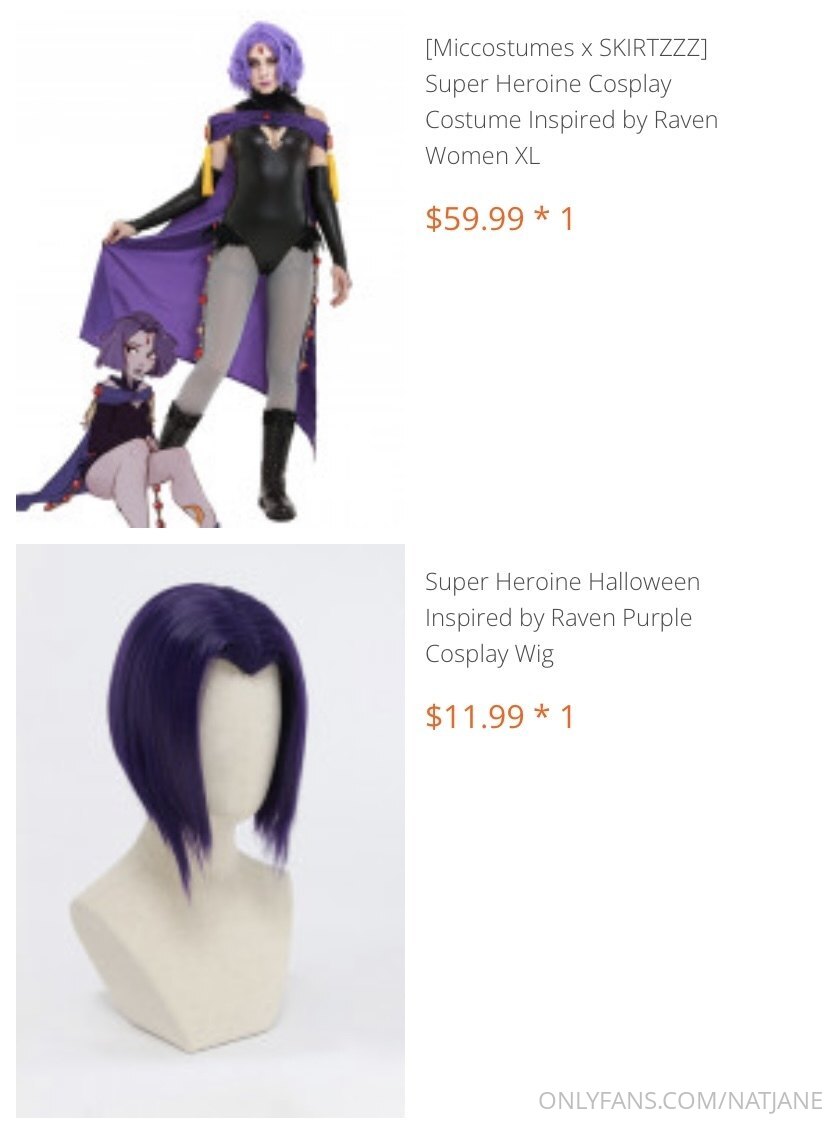 [Miccostumes x SKIRTZZZ]
Super Heroine Cosplay
Costume Inspired by Raven
Women XL
$59.99 * 1
Super Heroine Halloween
Inspired by Raven Purple
Cosplay Wig
$11.99 * 1
ONLYFANS.COM/NATJANE